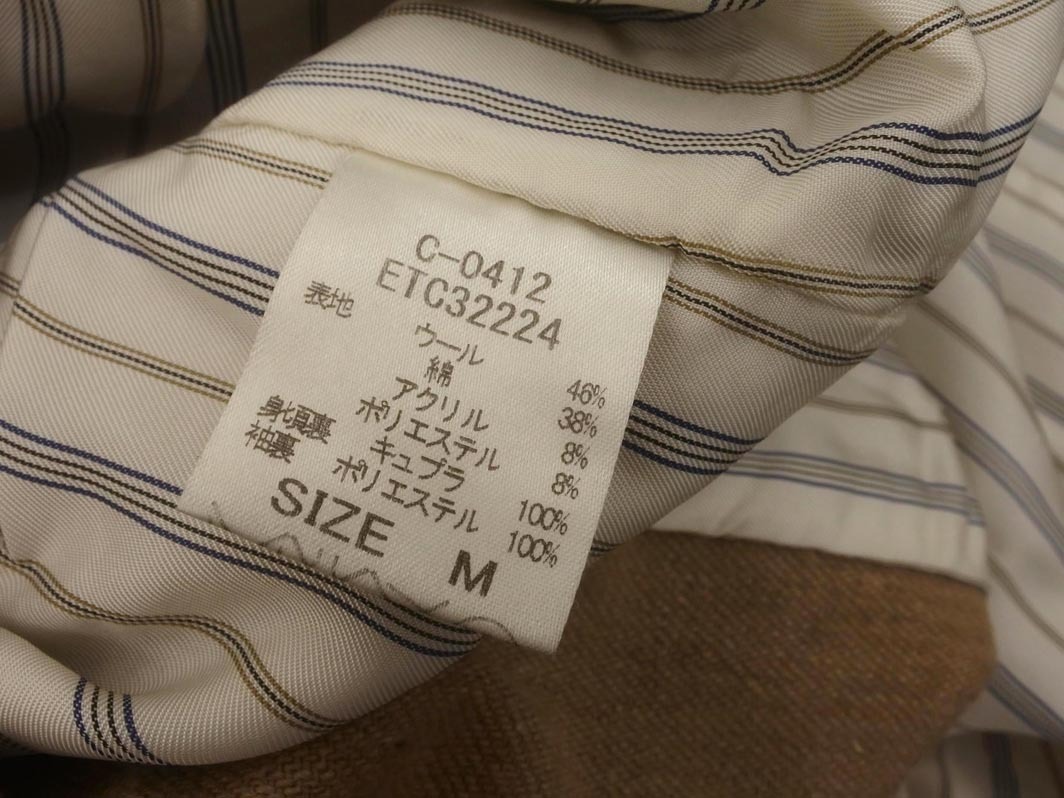 C-0412
ETC32224
表地 ウール 46%
綿 38%
アクリル 8%
ポリエステル 8%
身頃裏 キュプラ 100%
袖裏 ポリエステル 100%
SIZE M